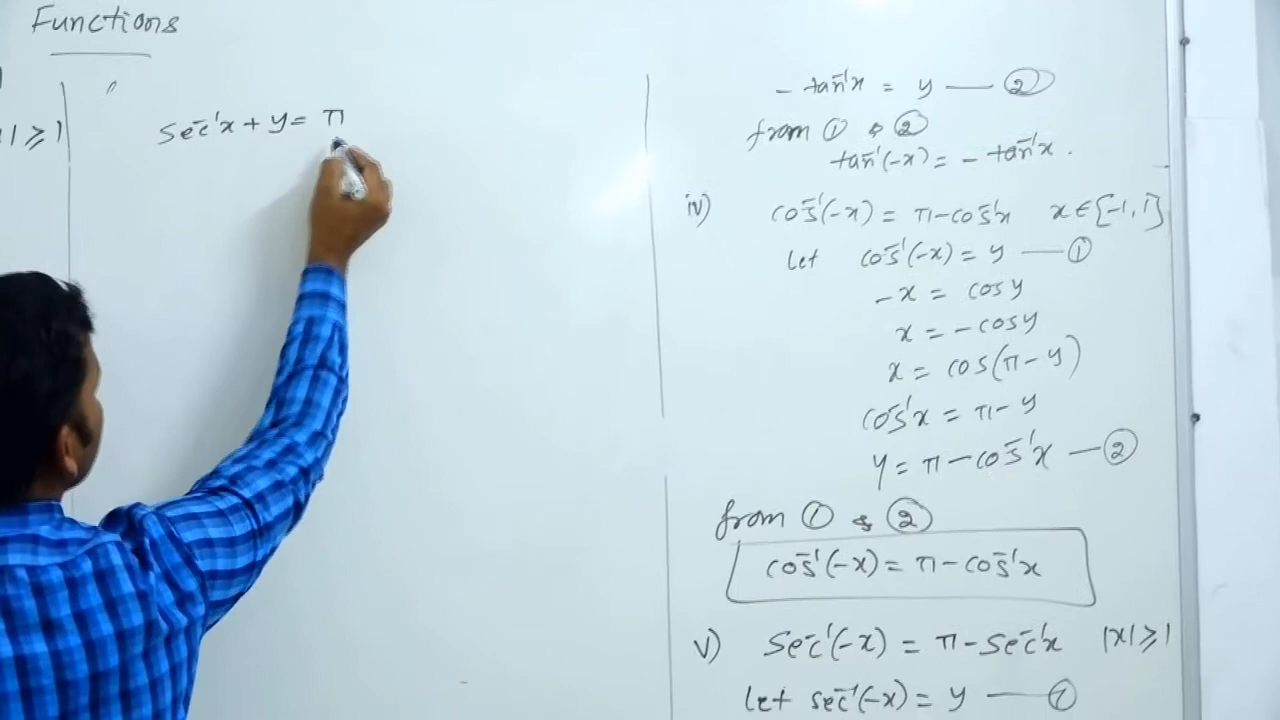 Functions
| ≥ 1
sec⁻¹x + y = π
- tan⁻¹x = y — ②
from ① & ②
tan⁻¹(-x) = - tan⁻¹x .
iv) cos⁻¹(-x) = π - cos⁻¹x x ∈ [-1, 1]
Let cos⁻¹(-x) = y — ①
-x = cos y
x = - cos y
x = cos(π - y)
cos⁻¹x = π - y
y = π - cos⁻¹x — ②
from ① & ②
cos⁻¹(-x) = π - cos⁻¹x
v) sec⁻¹(-x) = π - sec⁻¹x |x| ≥ 1
let sec⁻¹(-x) = y — ①